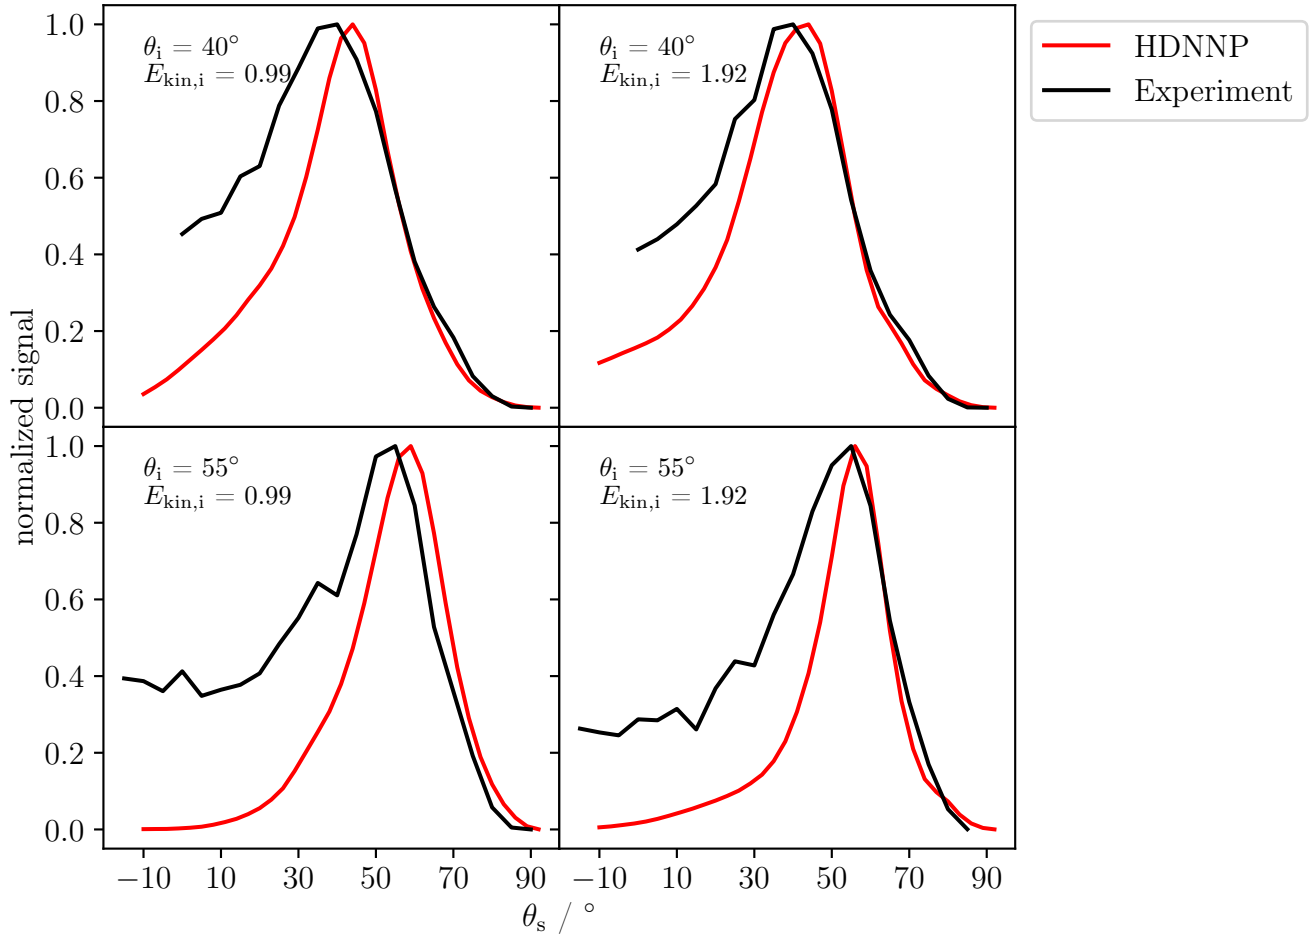 θi = 40°
Ekin,i = 0.99
θi = 40°
Ekin,i = 1.92
HDNNP
Experiment
1.0
0.8
0.6
0.4
0.2
0.0
θi = 55°
Ekin,i = 0.99
θi = 55°
Ekin,i = 1.92
1.0
0.8
0.6
0.4
0.2
0.0
normalized signal
−10 10 30 50 70 90 −10 10 30 50 70 90
θs / °